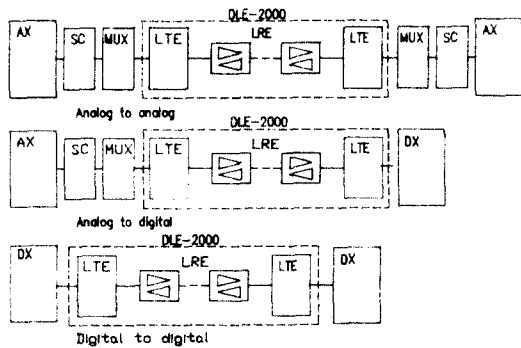 DLE-2000
AX SC MUX LTE LRE LTE MUX SC AX
Analog to analog
DLE-2000
AX SC MUX LTE LRE LTE DX
Analog to digital
DLE-2000
DX LTE LRE LTE DX
Digital to digital